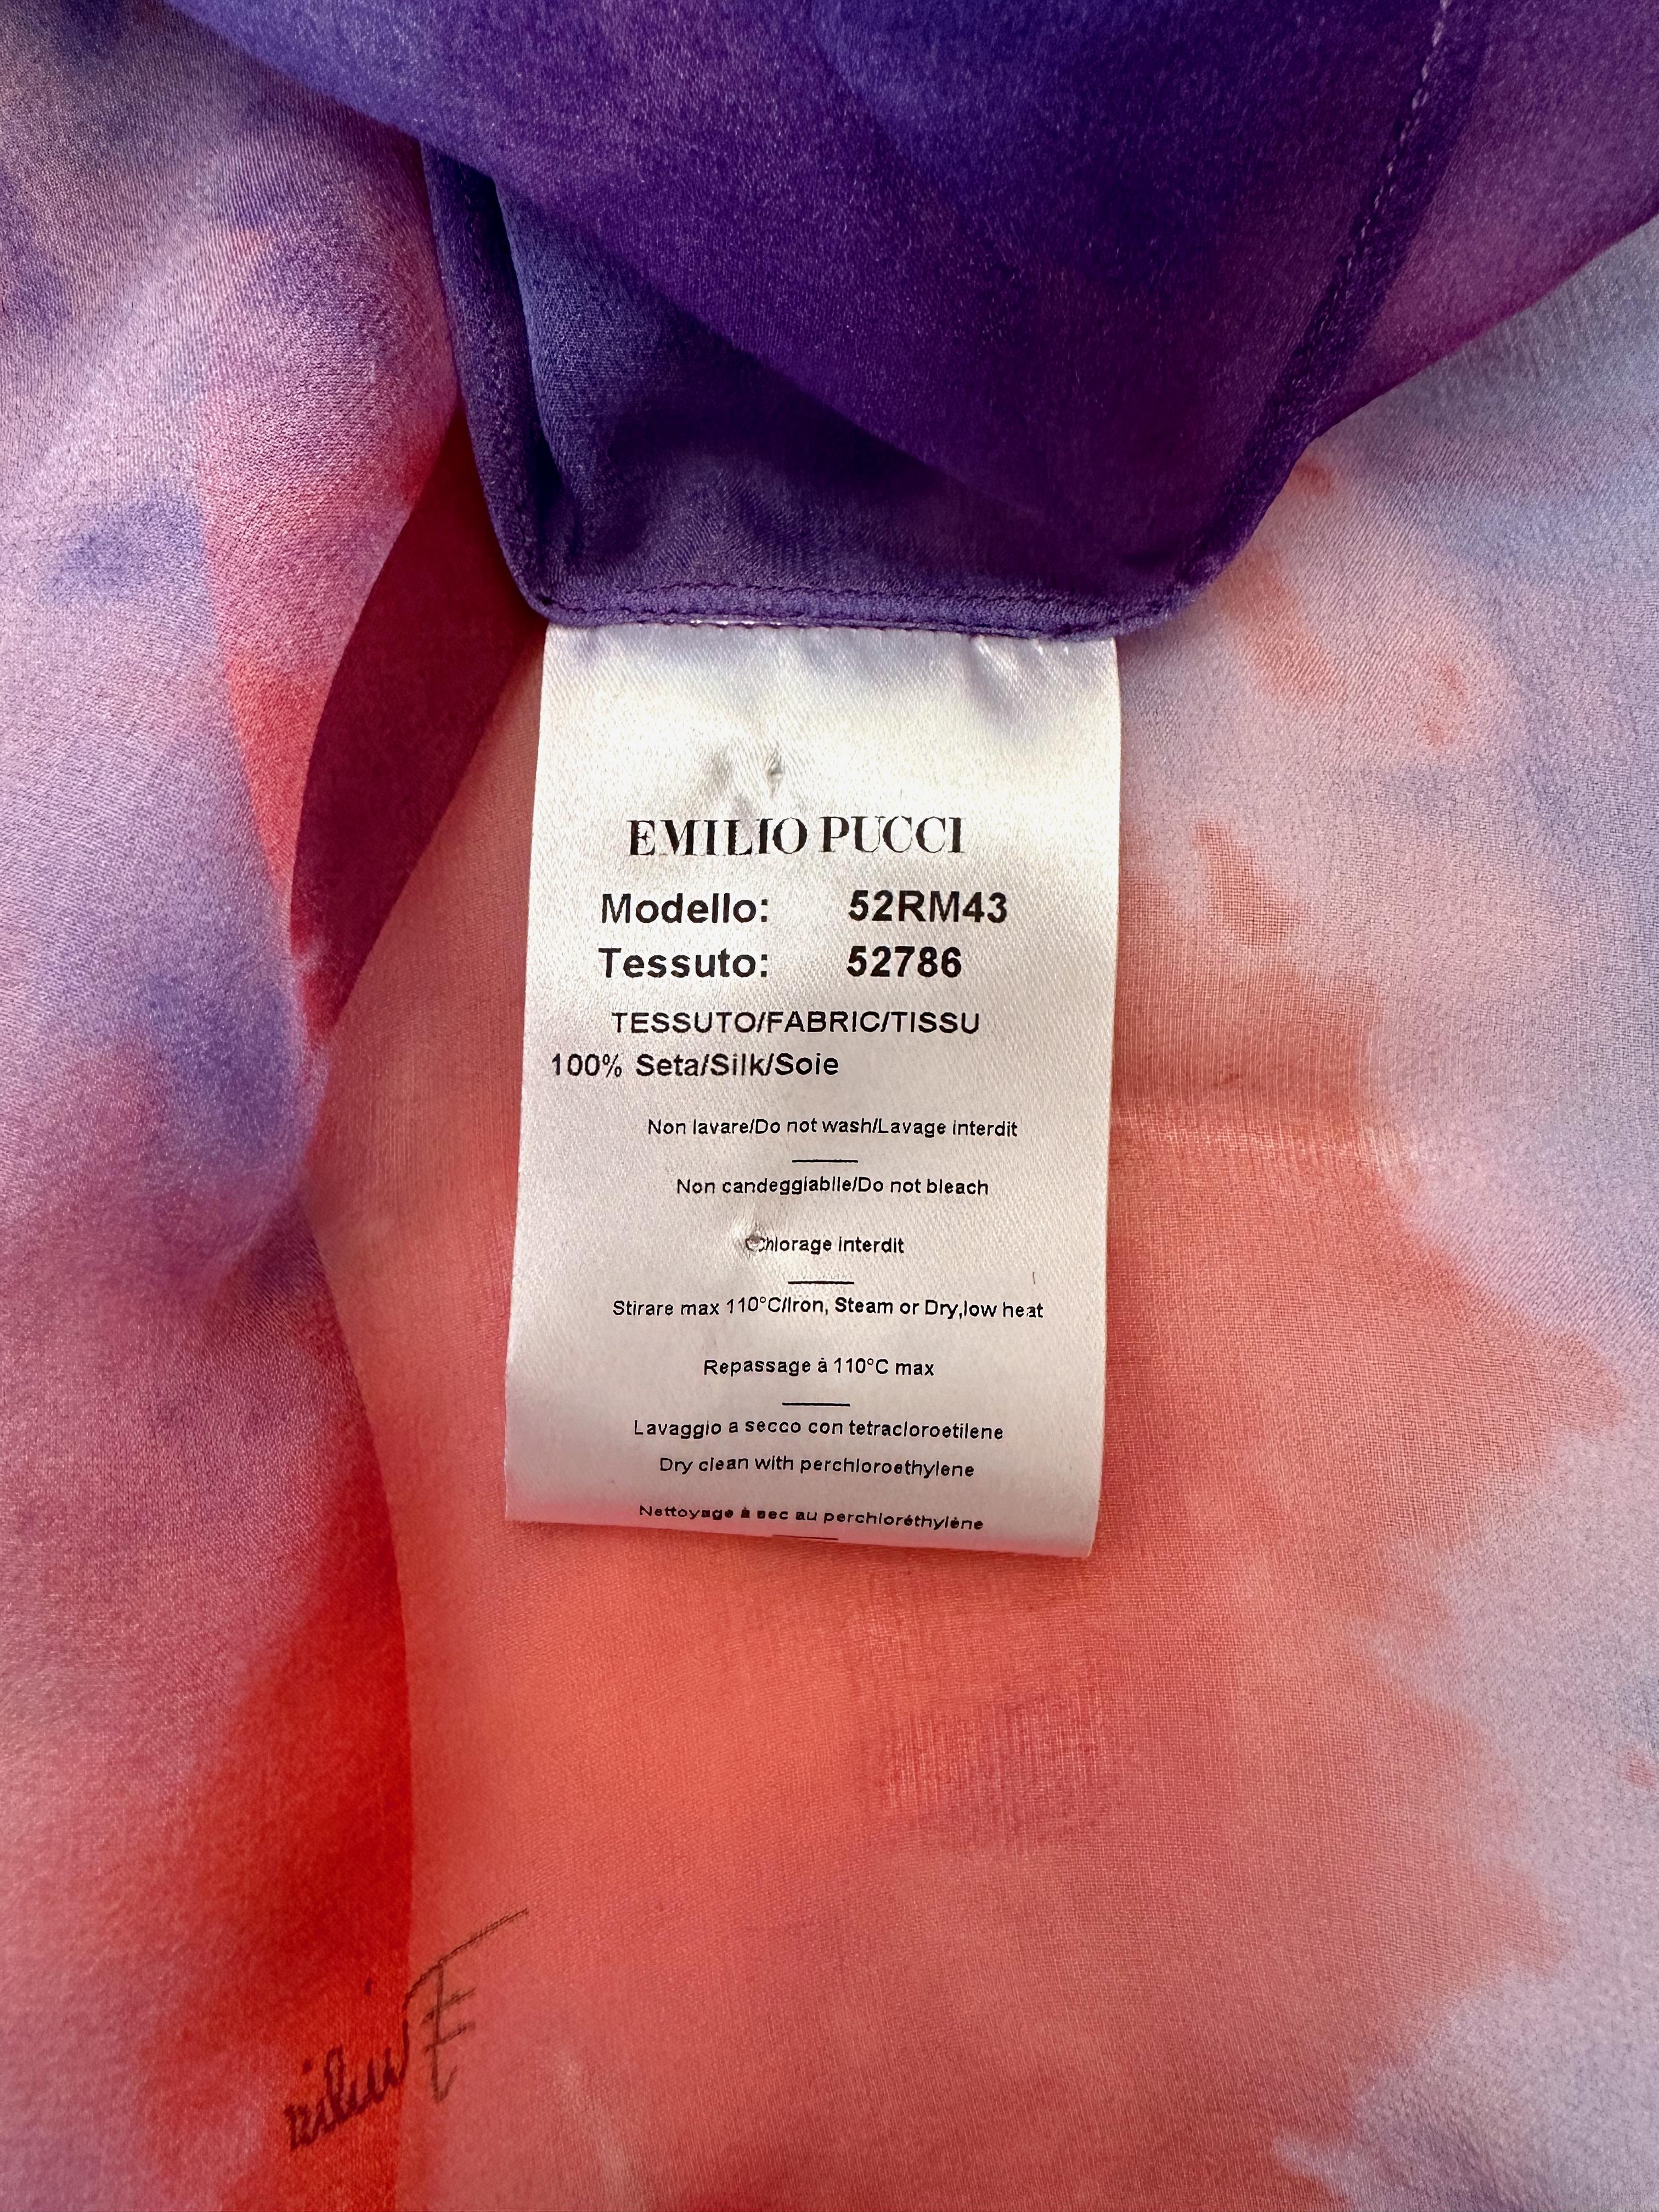 EMILIO PUCCI
Modello: 52RM43
Tessuto: 52786
TESSUTO/FABRIC/TISSU
100% Seta/Silk/Soie
Non lavare/Do not wash/Lavage interdit
Non candeggiabile/Do not bleach
Chlorage interdit
Stirare max 110°C/Iron, Steam or Dry,low heat
Repassage à 110°C max
Lavaggio a secco con tetracloroetilene
Dry clean with perchloroethylene
Nettoyage à sec au perchloréthylène
Emilio